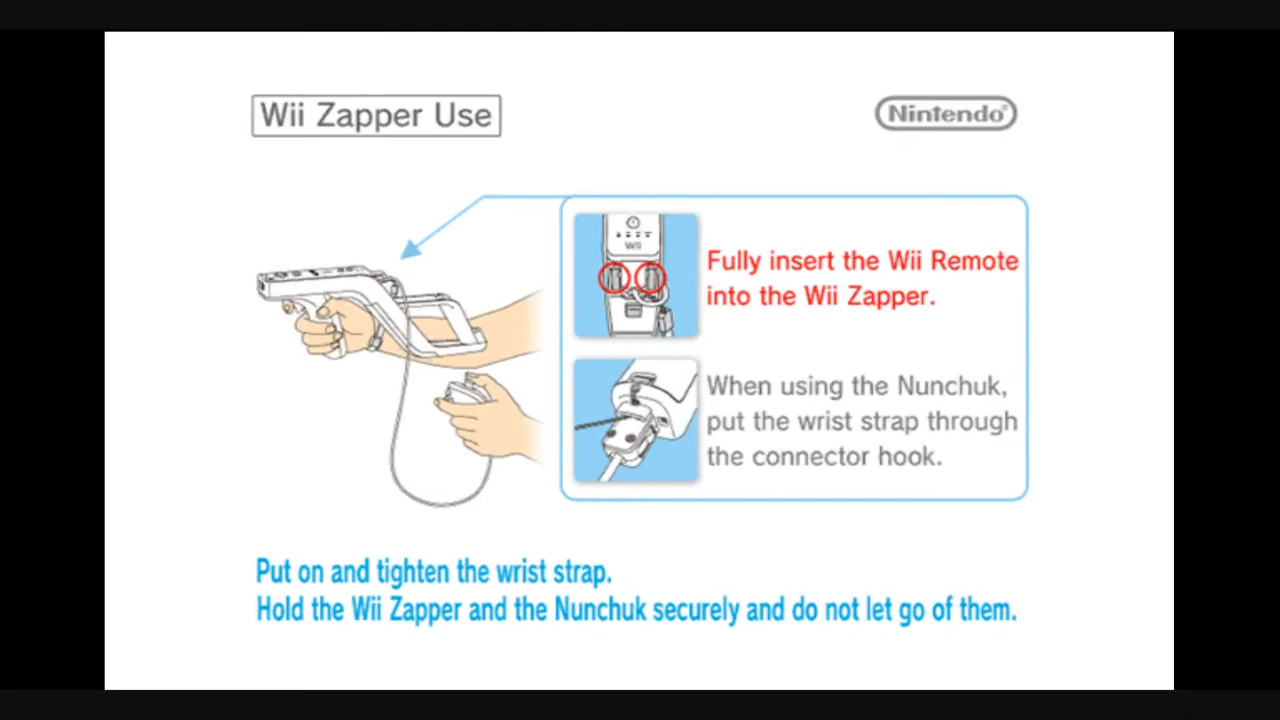 Wii Zapper Use
Nintendo®
Wii
Fully insert the Wii Remote
into the Wii Zapper.
When using the Nunchuk,
put the wrist strap through
the connector hook.
Put on and tighten the wrist strap.
Hold the Wii Zapper and the Nunchuk securely and do not let go of them.